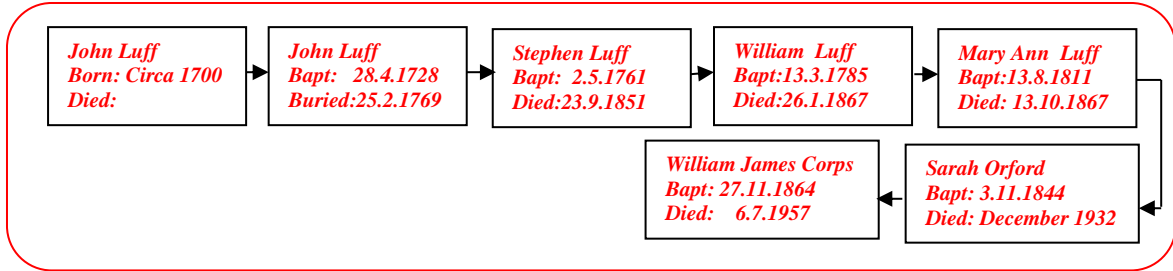 John Luff
Born: Circa 1700
Died:
John Luff
Bapt: 28.4.1728
Buried:25.2.1769
Stephen Luff
Bapt: 2.5.1761
Died:23.9.1851
William Luff
Bapt:13.3.1785
Died:26.1.1867
Mary Ann Luff
Bapt:13.8.1811
Died: 13.10.1867
Sarah Orford
Bapt: 3.11.1844
Died: December 1932
William James Corps
Bapt: 27.11.1864
Died: 6.7.1957